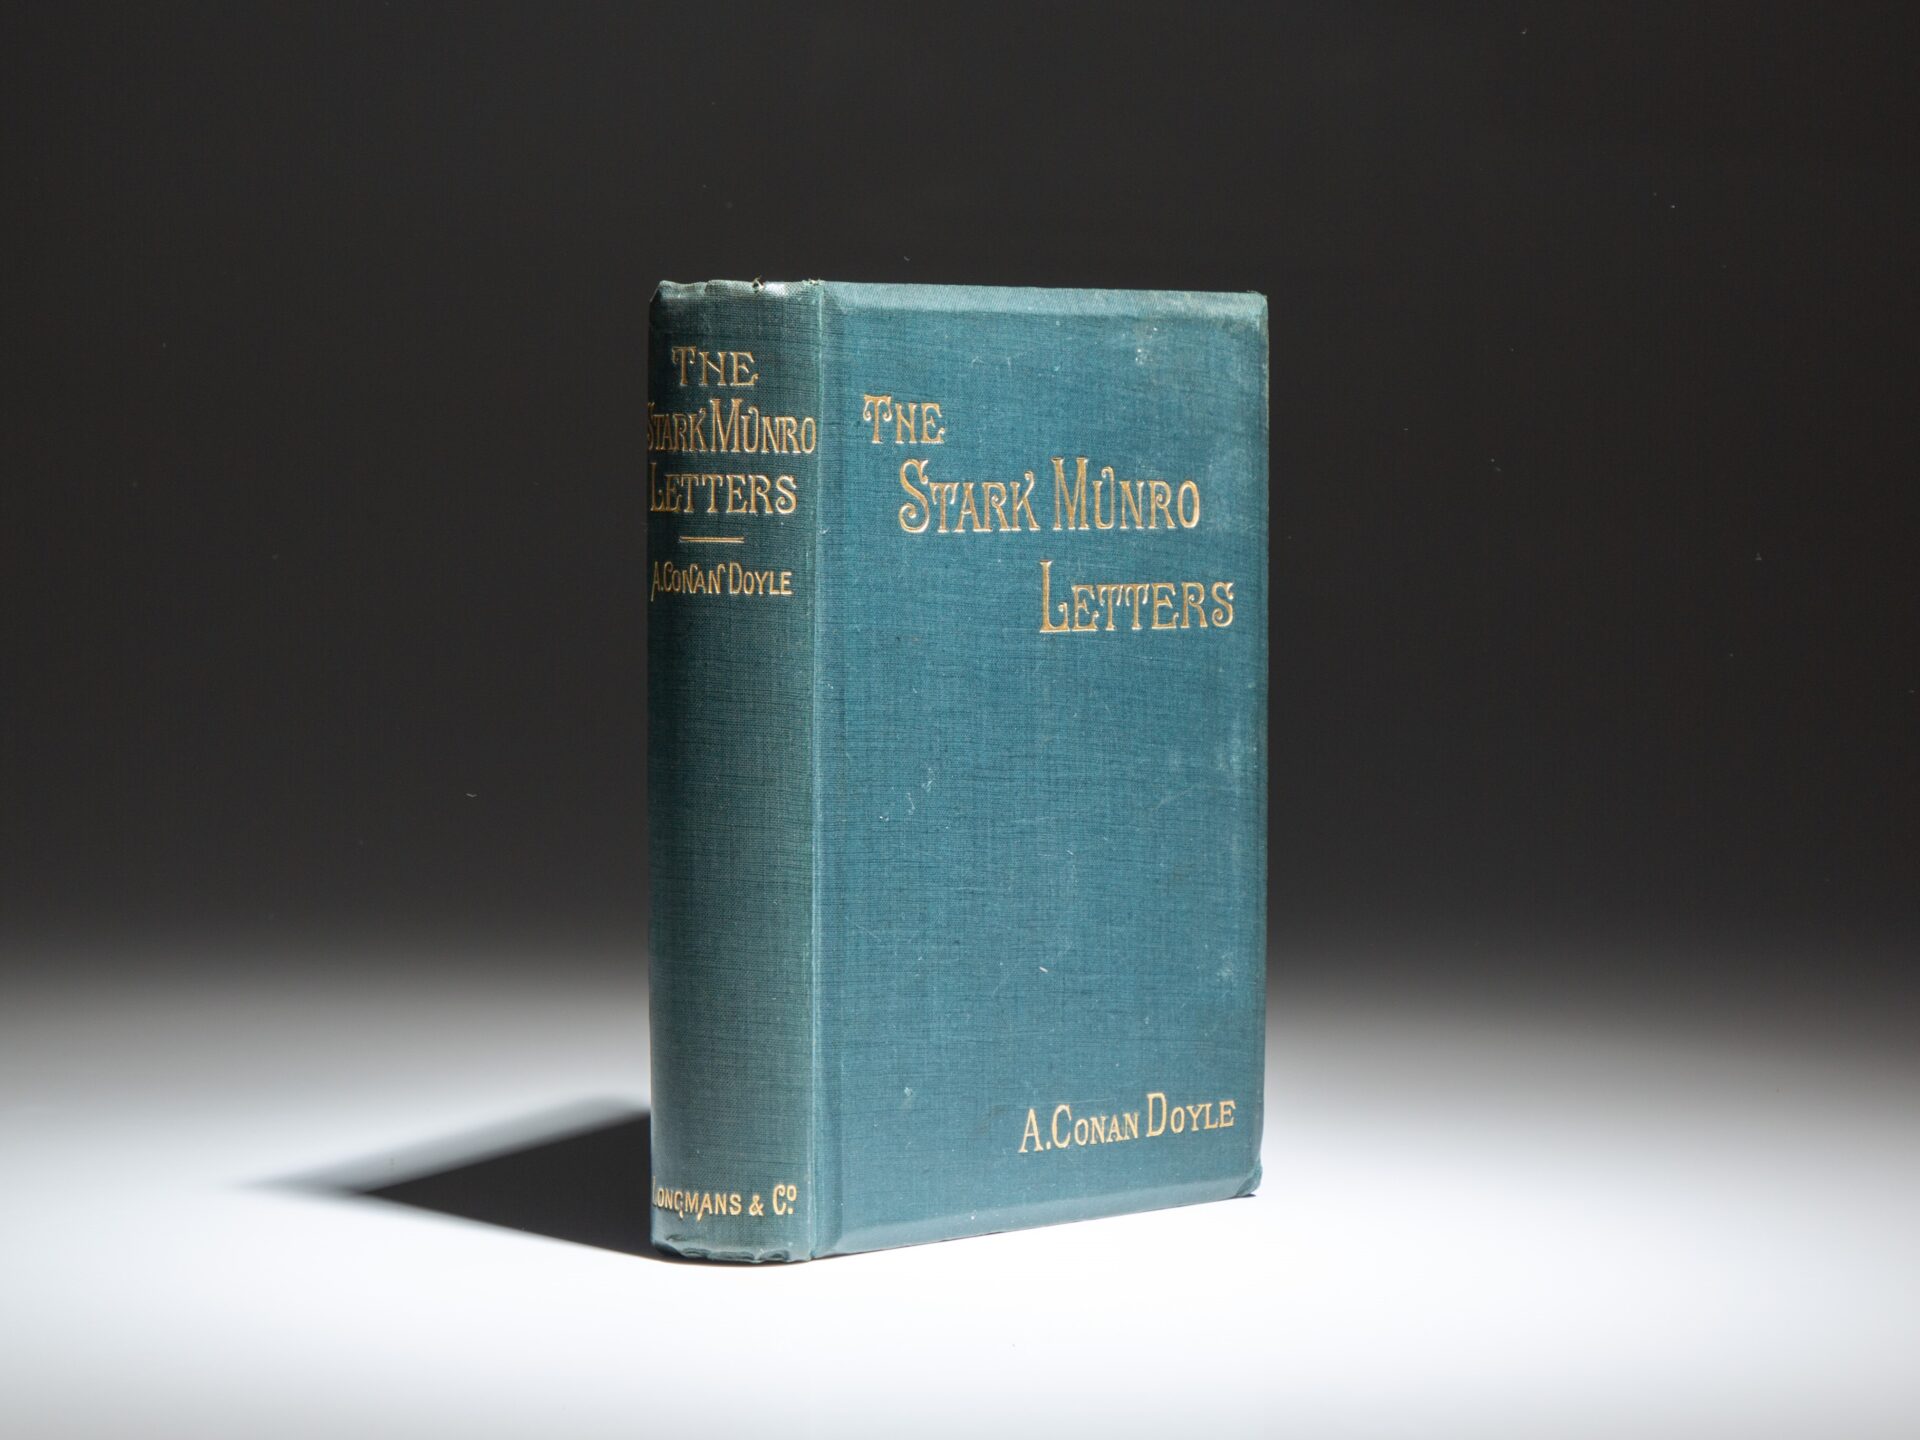 THE
STARK MUNRO
LETTERS
A. CONAN DOYLE
LONGMANS & Co.
THE
STARK MUNRO
LETTERS
A. CONAN DOYLE